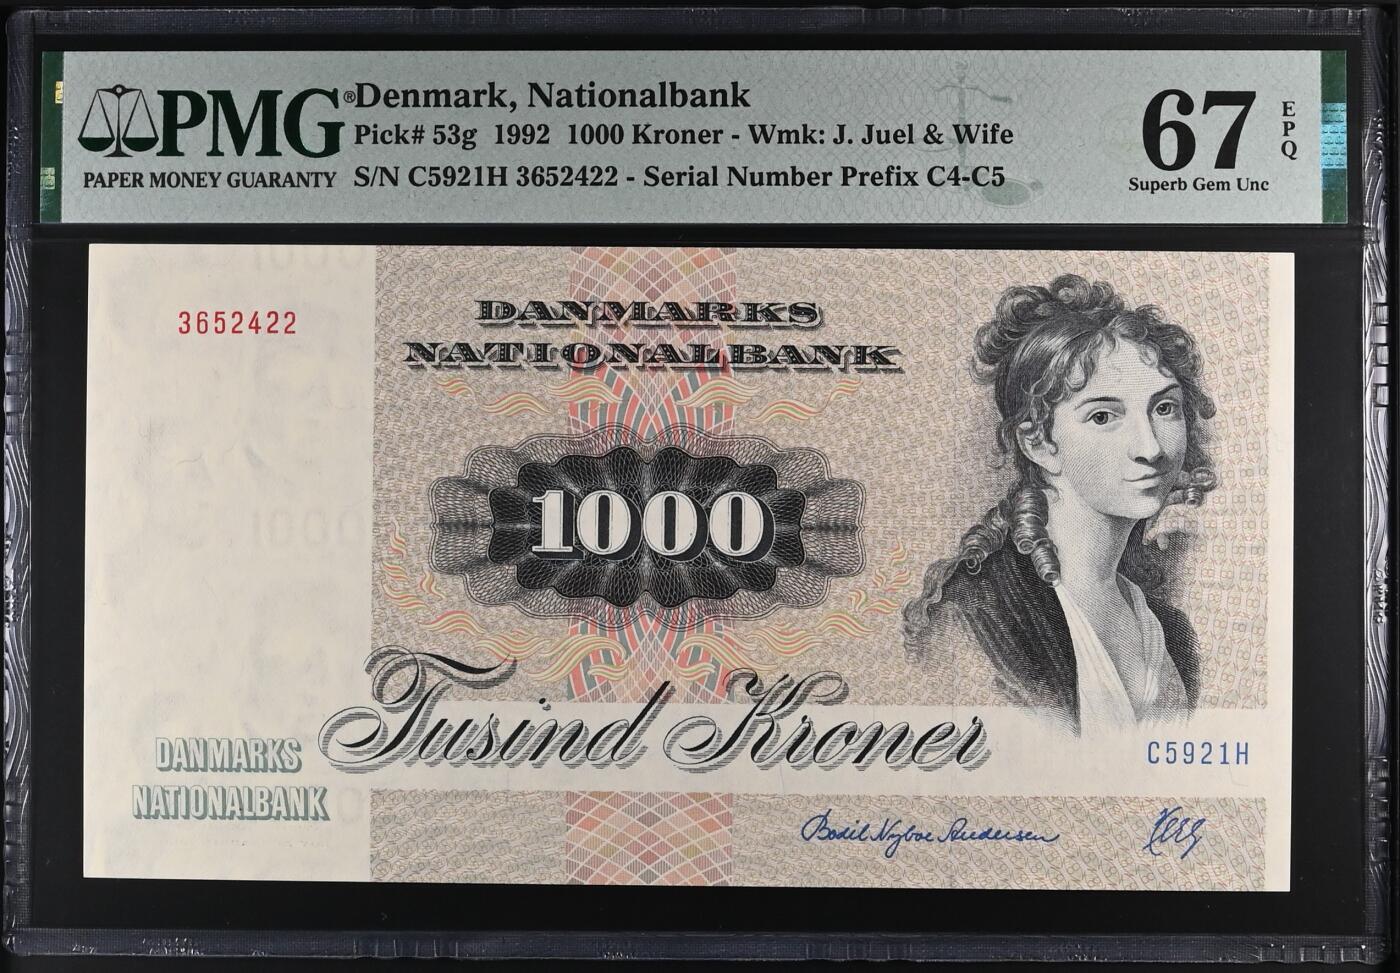 PMG®
PAPER MONEY GUARANTY
Denmark, Nationalbank
Pick# 53g 1992 1000 Kroner - Wmk: J. Juel & Wife
S/N C5921H 3652422 - Serial Number Prefix C4-C5
67
EPQ
Superb Gem Unc
3652422
DANMARKS
NATIONALBANK
1000
Tusind Kroner
DANMARKS
NATIONALBANK
C5921H
Bodil Nyboe Andersen